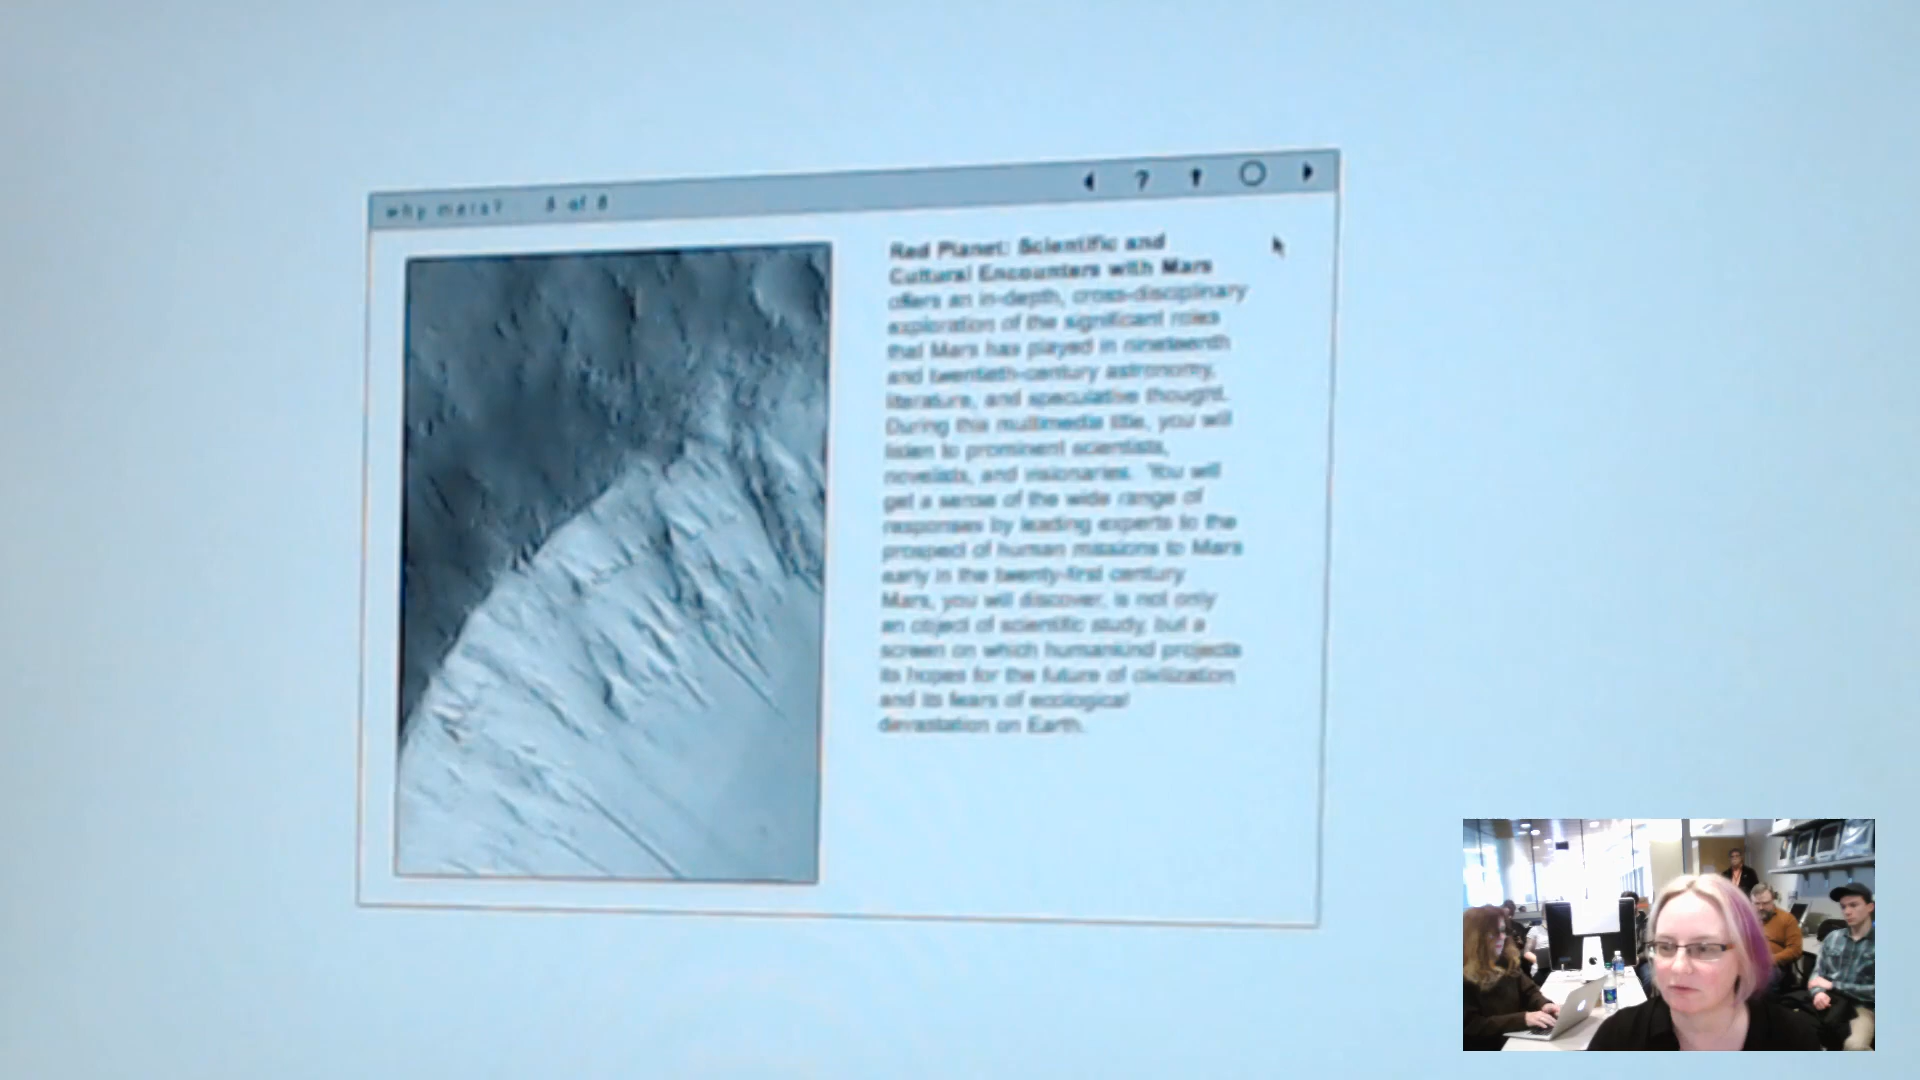 why mars? 8 of 8
?
Red Planet: Scientific and
Cultural Encounters with Mars
offers an in-depth, cross-disciplinary
exploration of the significant roles
that Mars has played in nineteenth
and twentieth-century astronomy,
literature, and speculative thought.
During this multimedia title, you will
listen to prominent scientists,
novelists, and visionaries. You will
get a sense of the wide range of
responses by leading experts to the
prospect of human missions to Mars
early in the twenty-first century.
Mars, you will discover, is not only
an object of scientific study, but a
screen on which humankind projects
its hopes for the future of civilization
and its fears of ecological
devastation on Earth.